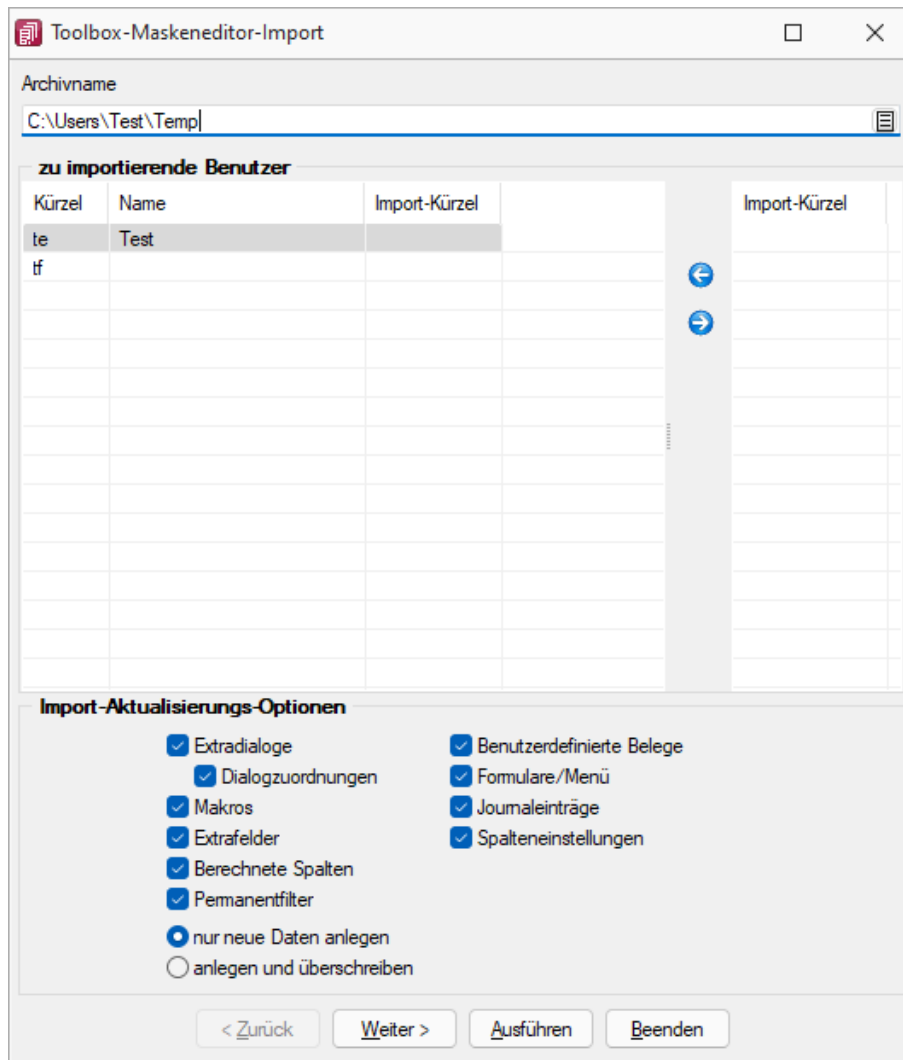 Toolbox-Maskeneditor-Import
Archivname
C:\Users\Test\Temp
zu importierende Benutzer
Kürzel Name Import-Kürzel Import-Kürzel
te Test
tf
Import-Aktualisierungs-Optionen
Extradialoge Benutzerdefinierte Belege
Dialogzuordnungen Formulare/Menü
Makros Journaleinträge
Extrafelder Spalteneinstellungen
Berechnete Spalten
Permanentfilter
nur neue Daten anlegen
anlegen und überschreiben
< Zurück Weiter > Ausführen Beenden